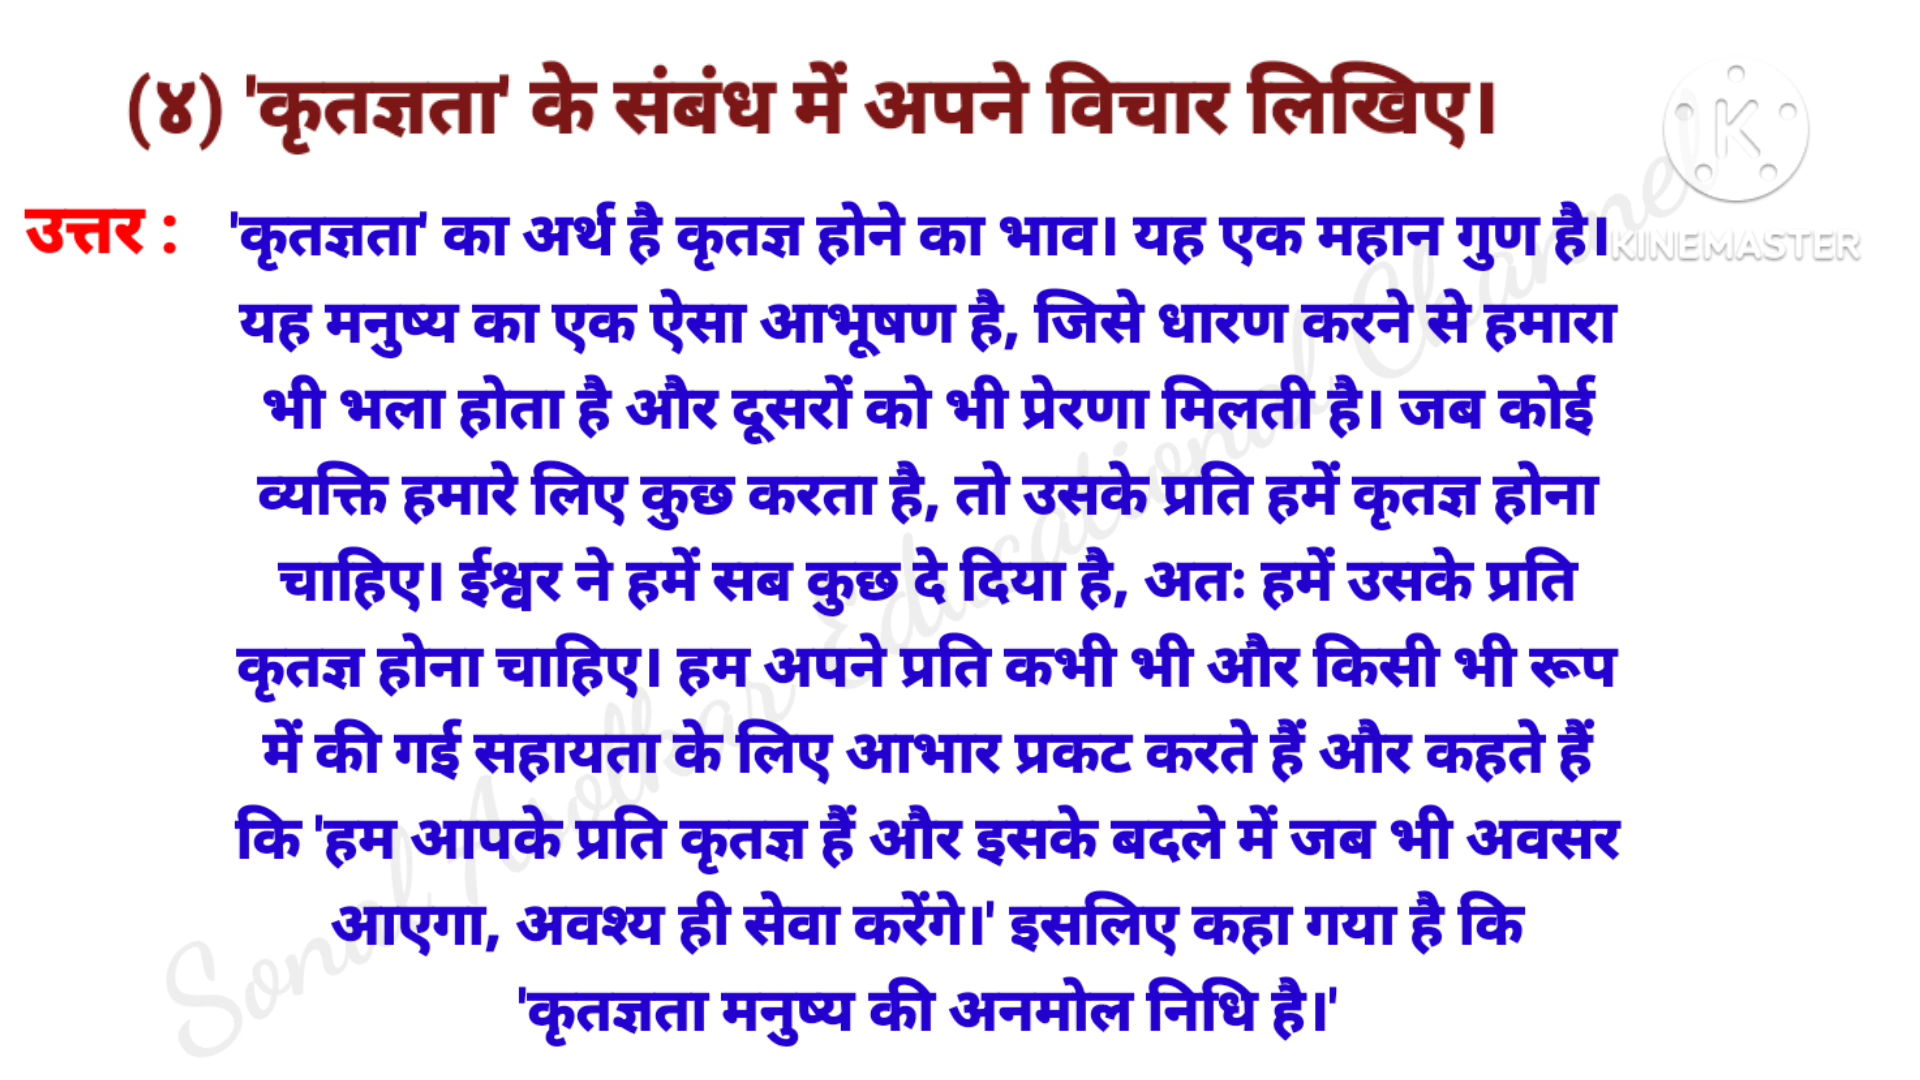 (४) 'कृतज्ञता' के संबंध में अपने विचार लिखिए।
KINEMASTER
उत्तर : 'कृतज्ञता' का अर्थ है कृतज्ञ होने का भाव। यह एक महान गुण है।
यह मनुष्य का एक ऐसा आभूषण है, जिसे धारण करने से हमारा
भी भला होता है और दूसरों को भी प्रेरणा मिलती है। जब कोई
व्यक्ति हमारे लिए कुछ करता है, तो उसके प्रति हमें कृतज्ञ होना
चाहिए। ईश्वर ने हमें सब कुछ दे दिया है, अतः हमें उसके प्रति
कृतज्ञ होना चाहिए। हम अपने प्रति कभी भी और किसी भी रूप
में की गई सहायता के लिए आभार प्रकट करते हैं और कहते हैं
कि 'हम आपके प्रति कृतज्ञ हैं और इसके बदले में जब भी अवसर
आएगा, अवश्य ही सेवा करेंगे।' इसलिए कहा गया है कि
'कृतज्ञता मनुष्य की अनमोल निधि है।'
Sonal Asolkar Educational Channel